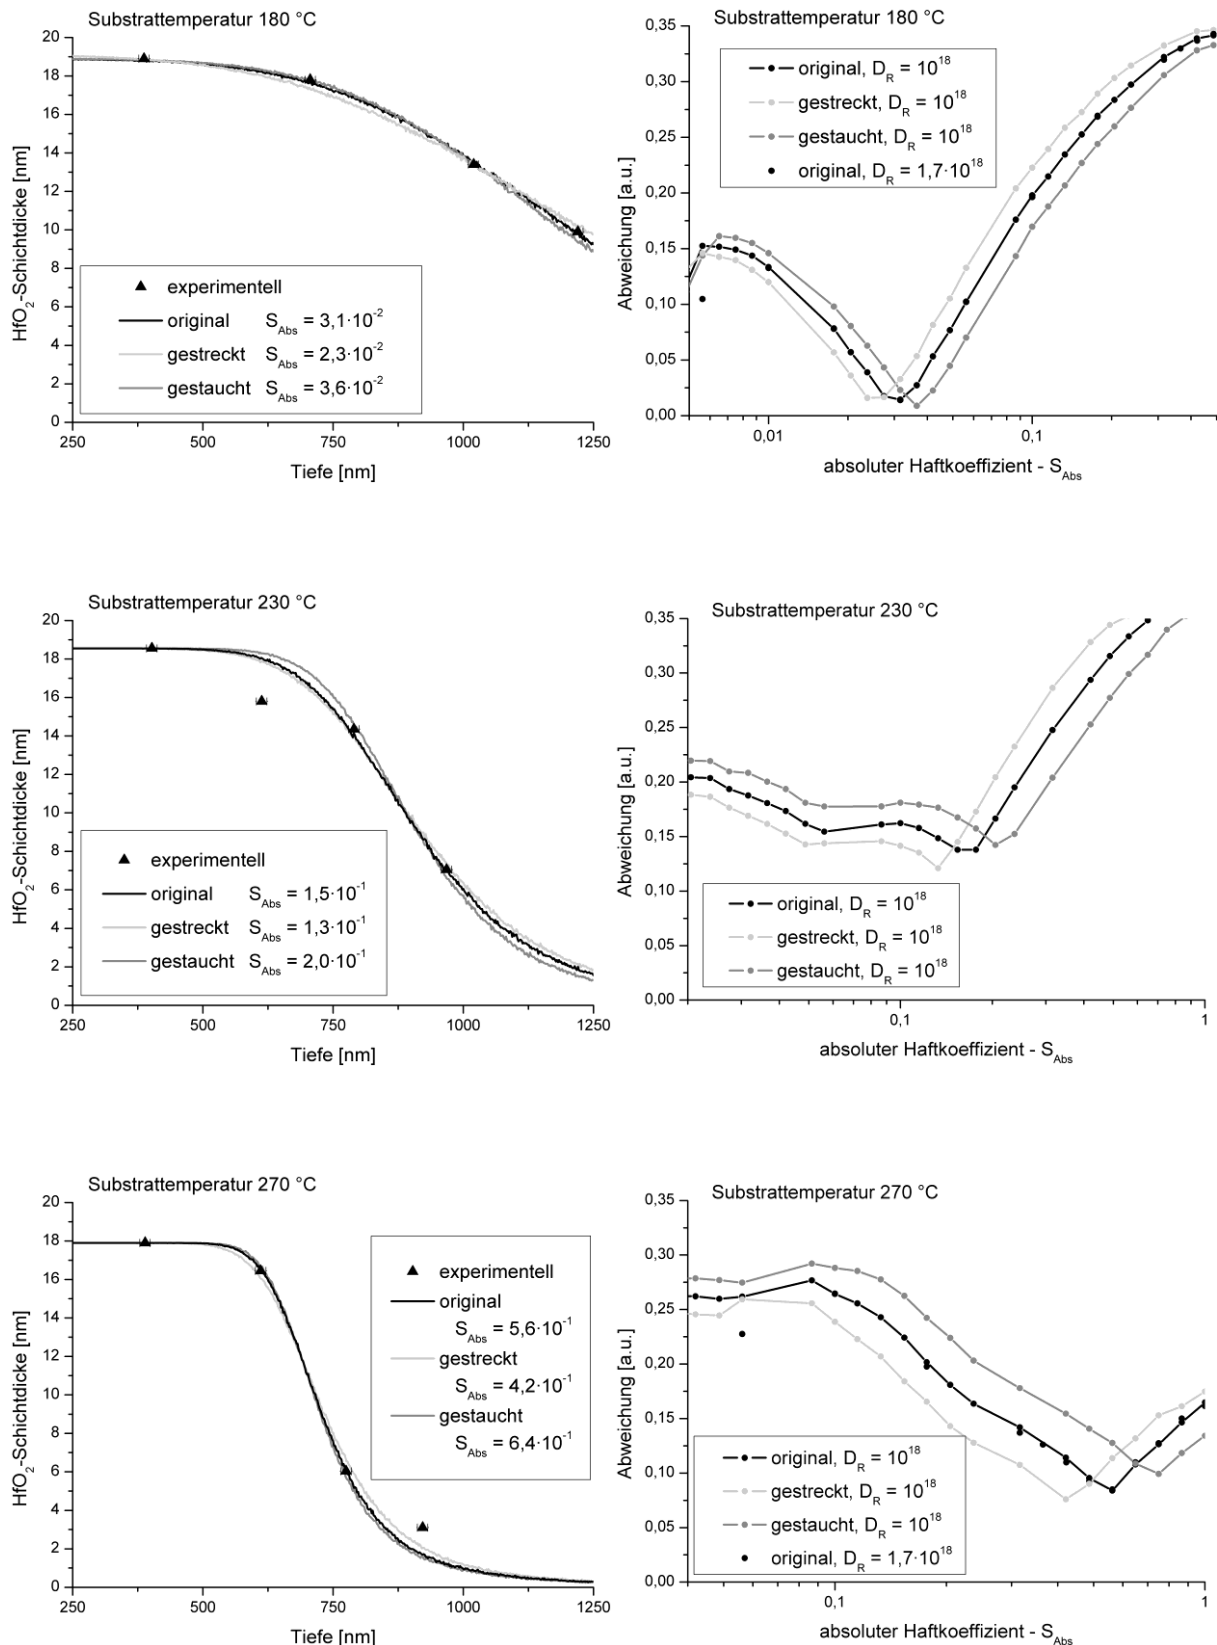 Substrattemperatur 180 °C
HfO2-Schichtdicke [nm]
20
18
16
14
12
10
8
6
4
2
0
experimentell
original S_Abs = 3,1·10^-2
gestreckt S_Abs = 2,3·10^-2
gestaucht S_Abs = 3,6·10^-2
250 500 750 1000 1250
Tiefe [nm]
Substrattemperatur 180 °C
Abweichung [a.u.]
0,35
0,30
0,25
0,20
0,15
0,10
0,05
0,00
original, D_R = 10^18
gestreckt, D_R = 10^18
gestaucht, D_R = 10^18
original, D_R = 1,7·10^18
0,01 0,1
absoluter Haftkoeffizient - S_Abs
Substrattemperatur 230 °C
HfO2-Schichtdicke [nm]
20
18
16
14
12
10
8
6
4
2
0
experimentell
original S_Abs = 1,5·10^-1
gestreckt S_Abs = 1,3·10^-1
gestaucht S_Abs = 2,0·10^-1
250 500 750 1000 1250
Tiefe [nm]
Substrattemperatur 230 °C
Abweichung [a.u.]
0,35
0,30
0,25
0,20
0,15
0,10
0,05
0,00
original, D_R = 10^18
gestreckt, D_R = 10^18
gestaucht, D_R = 10^18
0,1 1
absoluter Haftkoeffizient - S_Abs
Substrattemperatur 270 °C
HfO2-Schichtdicke [nm]
20
18
16
14
12
10
8
6
4
2
0
experimentell
original
S_Abs = 5,6·10^-1
gestreckt
S_Abs = 4,2·10^-1
gestaucht
S_Abs = 6,4·10^-1
250 500 750 1000 1250
Tiefe [nm]
Substrattemperatur 270 °C
Abweichung [a.u.]
0,35
0,30
0,25
0,20
0,15
0,10
0,05
0,00
original, D_R = 10^18
gestreckt, D_R = 10^18
gestaucht, D_R = 10^18
original, D_R = 1,7·10^18
0,1 1
absoluter Haftkoeffizient - S_Abs